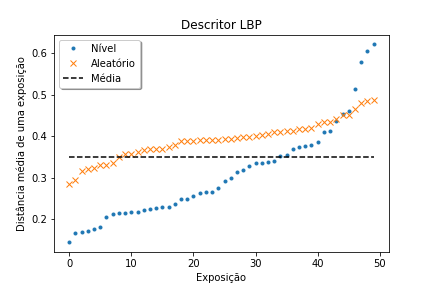 Descritor LBP
Nível
Aleatório
Média
Distância média de uma exposição
0.6
0.5
0.4
0.3
0.2
0
10
20
30
40
50
Exposição